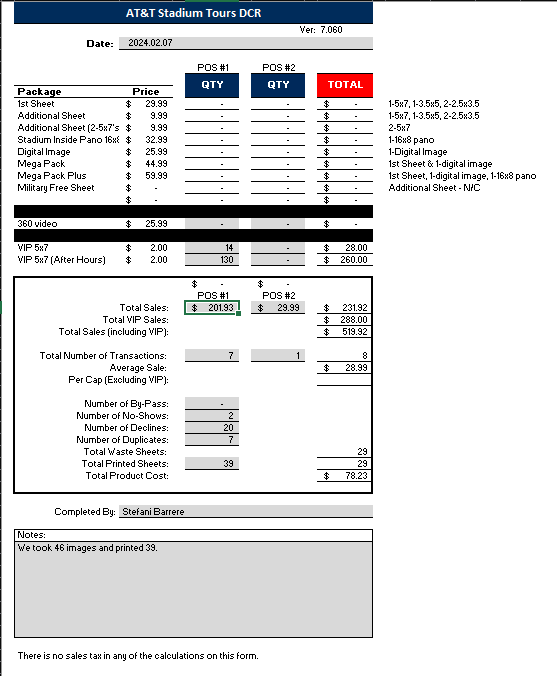 AT&T Stadium Tours DCR
Ver: 7.060
Date: 2024.02.07
POS #1 POS #2
Package Price QTY QTY TOTAL
1st Sheet $ 29.99 - - $ - 1-5x7, 1-3.5x5, 2-2.5x3.5
Additional Sheet $ 9.99 - - $ - 1-5x7, 1-3.5x5, 2-2.5x3.5
Additional Sheet (2-5x7's $ 9.99 - - $ - 2-5x7
Stadium Inside Pano 16x8 $ 32.99 - - $ - 1-16x8 pano
Digital Image $ 25.99 - - $ - 1-Digital Image
Mega Pack $ 44.99 - - $ - 1st Sheet & 1-digital image
Mega Pack Plus $ 59.99 - - $ - 1st Sheet, 1-digital image, 1-16x8 pano
Military Free Sheet $ - - - $ - Additional Sheet - N/C
$ - - - $ -
360 video $ 25.99 - - $ -
VIP 5x7 $ 2.00 14 - $ 28.00
VIP 5x7 (After Hours) $ 2.00 130 - $ 260.00
$ - $ -
POS #1 POS #2
Total Sales: $ 201.93 $ 29.99 $ 231.92
Total VIP Sales: $ 288.00
Total Sales (including VIP): $ 519.92
Total Number of Transactions: 7 1 8
Average Sale: $ 28.99
Per Cap (Excluding VIP):
Number of By-Pass: -
Number of No-Shows: 2
Number of Declines: 20
Number of Duplicates: 7
Total Waste Sheets: 29
Total Printed Sheets: 39 29
Total Product Cost: $ 78.23
Completed By: Stefani Barrere
Notes:
We took 46 images and printed 39.
There is no sales tax in any of the calculations on this form.